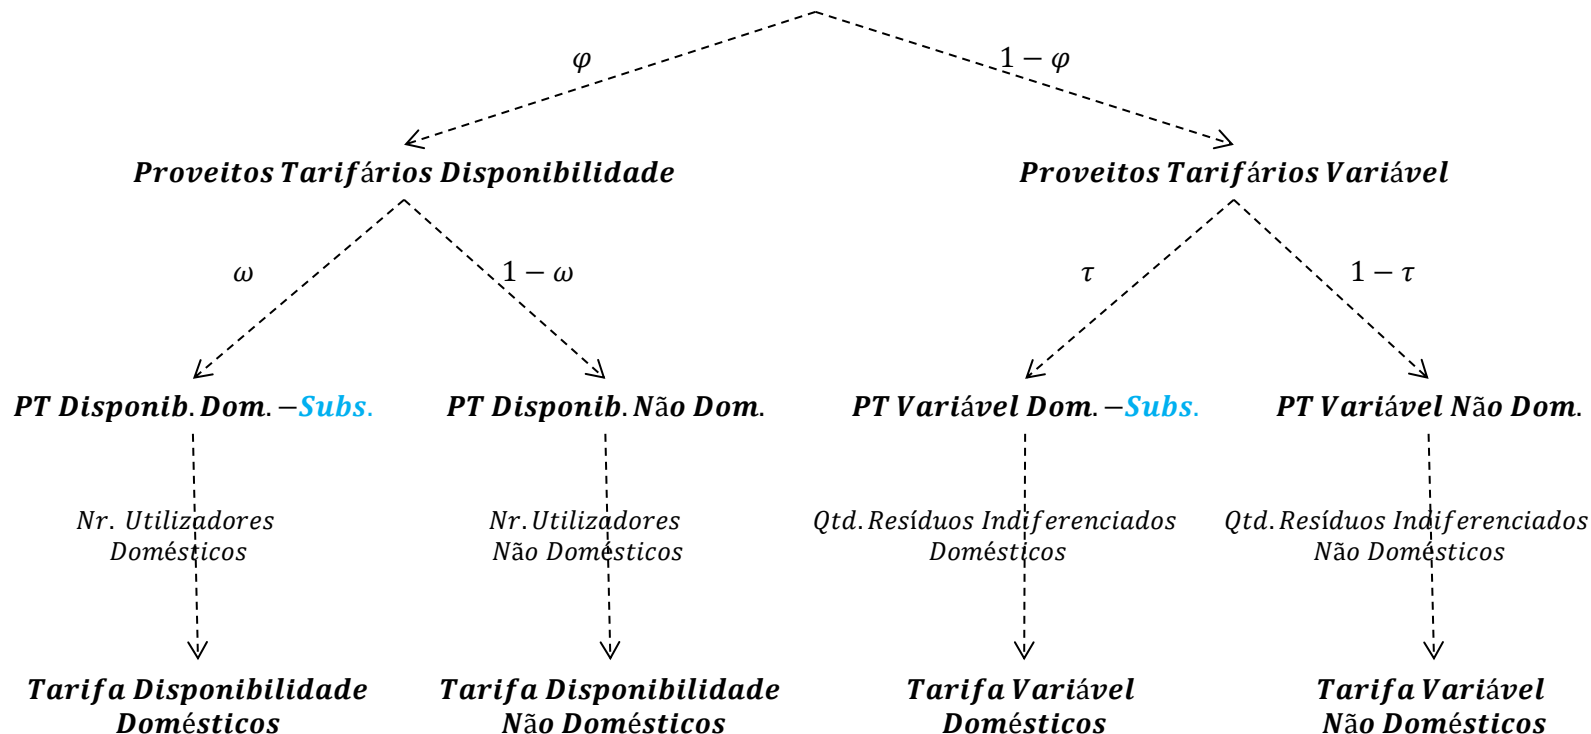 φ
1 − φ
Proveitos Tarifários Disponibilidade
Proveitos Tarifários Variável
ω
1 − ω
τ
1 − τ
PT Disponib. Dom. −Subs.
PT Disponib. Não Dom.
PT Variável Dom. −Subs.
PT Variável Não Dom.
Nr. Utilizadores
Domésticos
Nr. Utilizadores
Não Domésticos
Qtd. Resíduos Indiferenciados
Domésticos
Qtd. Resíduos Indiferenciados
Não Domésticos
Tarifa Disponibilidade
Domésticos
Tarifa Disponibilidade
Não Domésticos
Tarifa Variável
Domésticos
Tarifa Variável
Não Domésticos